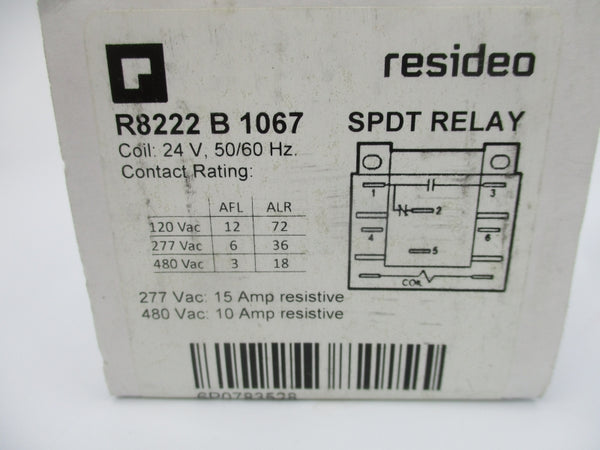 resideo
R8222 B 1067 SPDT RELAY
Coil: 24 V, 50/60 Hz.
Contact Rating:
AFL ALR
120 Vac 12 72
277 Vac 6 36
480 Vac 3 18
1 3
2
4 6
5
COIL
277 Vac: 15 Amp resistive
480 Vac: 10 Amp resistive
6P0783528